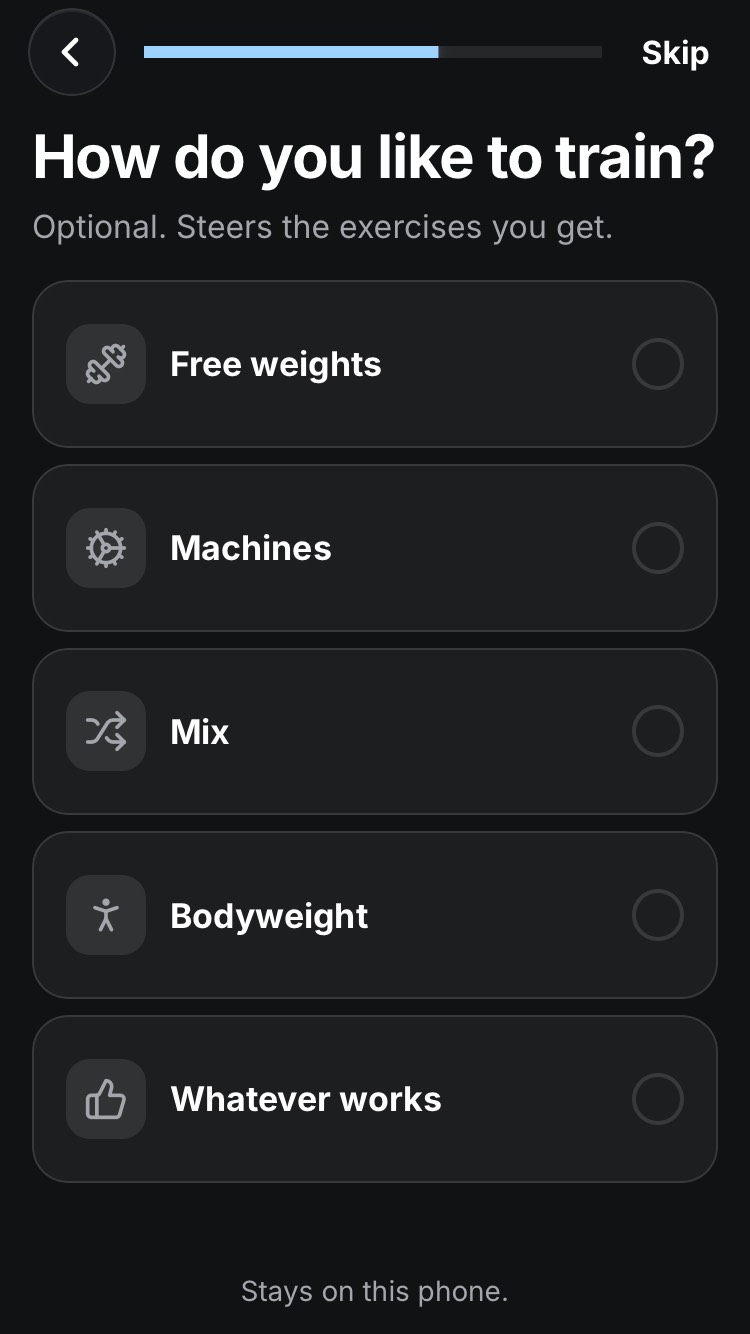 Skip
How do you like to train?
Optional. Steers the exercises you get.
Free weights
Machines
Mix
Bodyweight
Whatever works
Stays on this phone.